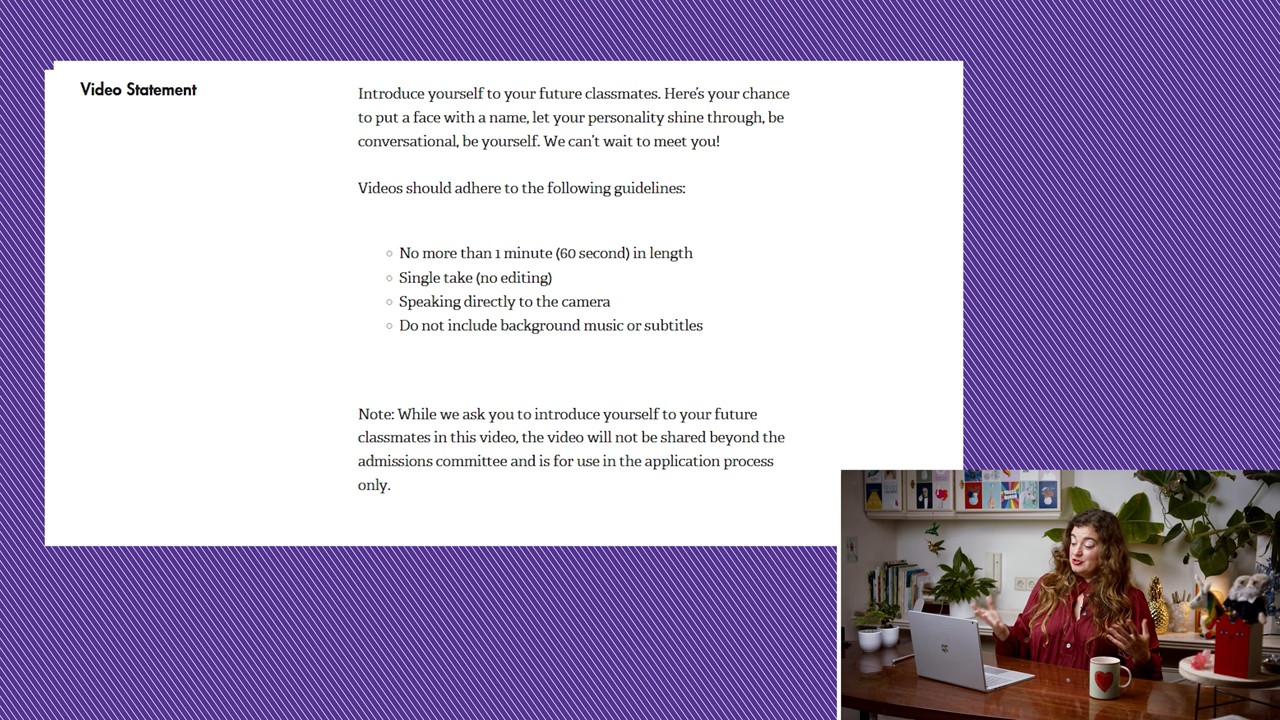 Video Statement
Introduce yourself to your future classmates. Here's your chance
to put a face with a name, let your personality shine through, be
conversational, be yourself. We can't wait to meet you!
Videos should adhere to the following guidelines:
No more than 1 minute (60 second) in length
Single take (no editing)
Speaking directly to the camera
Do not include background music or subtitles
Note: While we ask you to introduce yourself to your future
classmates in this video, the video will not be shared beyond the
admissions committee and is for use in the application process
only.